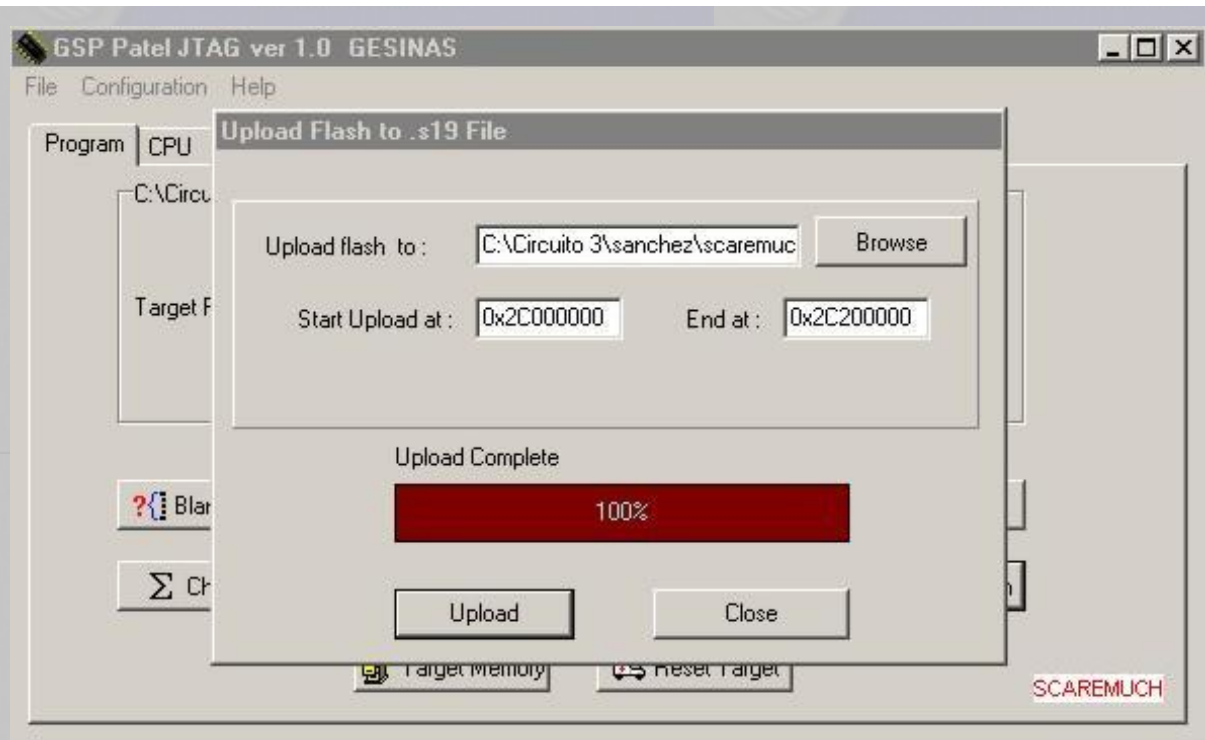 GSP Patel JTAG ver 1.0 GESINAS
File Configuration Help
Program CPU
Upload Flash to .s19 File
C:\Circu
Upload flash to : C:\Circuito 3\sanchez\scaremuc Browse
Target F
Start Upload at : 0x2C000000 End at : 0x2C200000
Upload Complete
?{ Blar
100%
Σ Ch
Upload Close
Target Memory Reset Target
SCAREMUCH